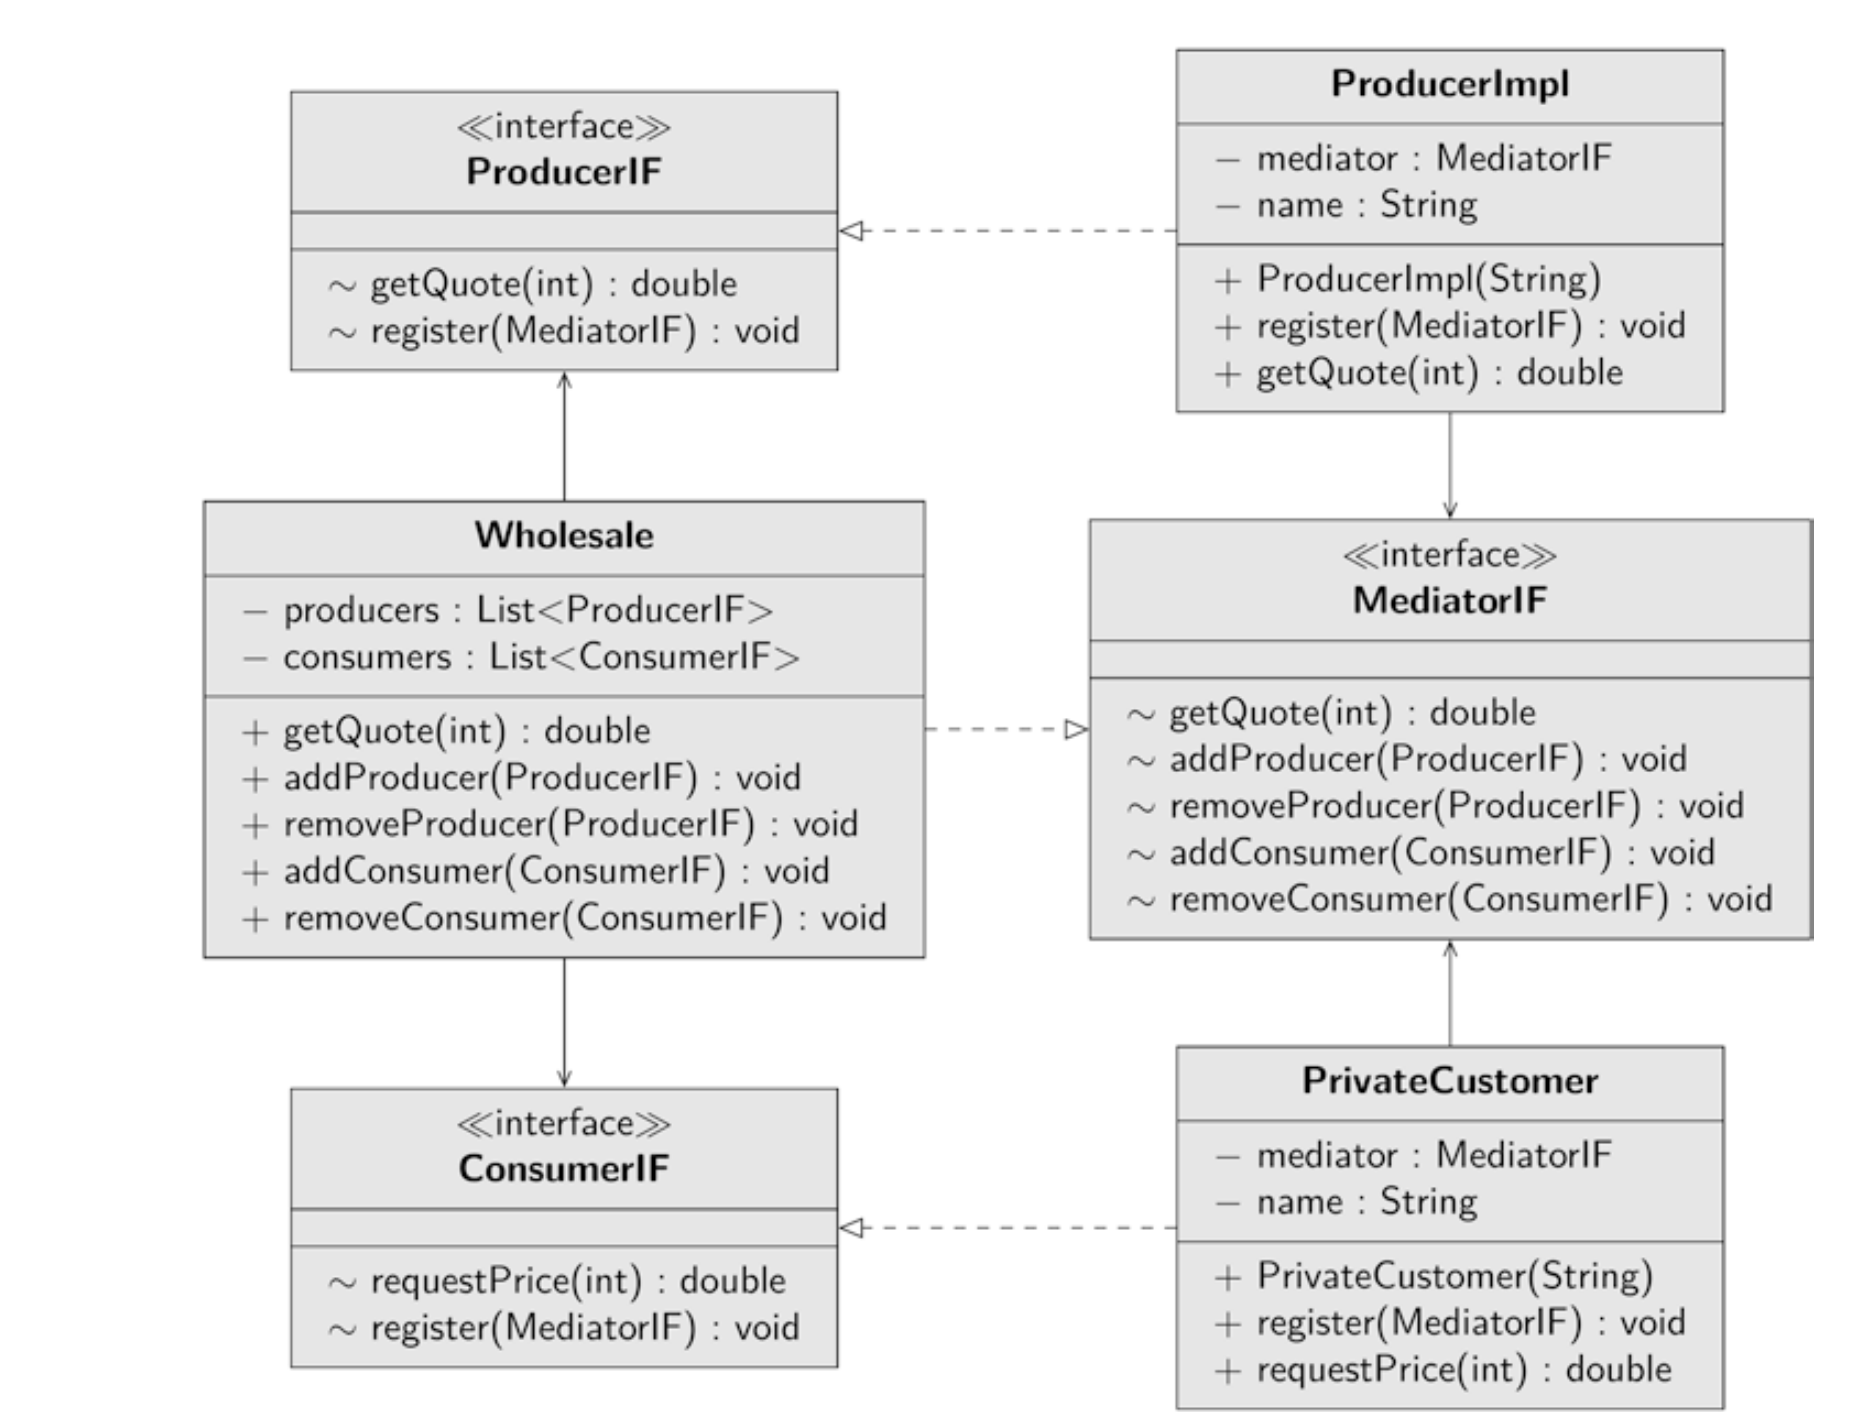 ≪interface≫
ProducerIF
~ getQuote(int) : double
~ register(MediatorIF) : void
ProducerImpl
− mediator : MediatorIF
− name : String
+ ProducerImpl(String)
+ register(MediatorIF) : void
+ getQuote(int) : double
Wholesale
− producers : List<ProducerIF>
− consumers : List<ConsumerIF>
+ getQuote(int) : double
+ addProducer(ProducerIF) : void
+ removeProducer(ProducerIF) : void
+ addConsumer(ConsumerIF) : void
+ removeConsumer(ConsumerIF) : void
≪interface≫
MediatorIF
~ getQuote(int) : double
~ addProducer(ProducerIF) : void
~ removeProducer(ProducerIF) : void
~ addConsumer(ConsumerIF) : void
~ removeConsumer(ConsumerIF) : void
≪interface≫
ConsumerIF
~ requestPrice(int) : double
~ register(MediatorIF) : void
PrivateCustomer
− mediator : MediatorIF
− name : String
+ PrivateCustomer(String)
+ register(MediatorIF) : void
+ requestPrice(int) : double